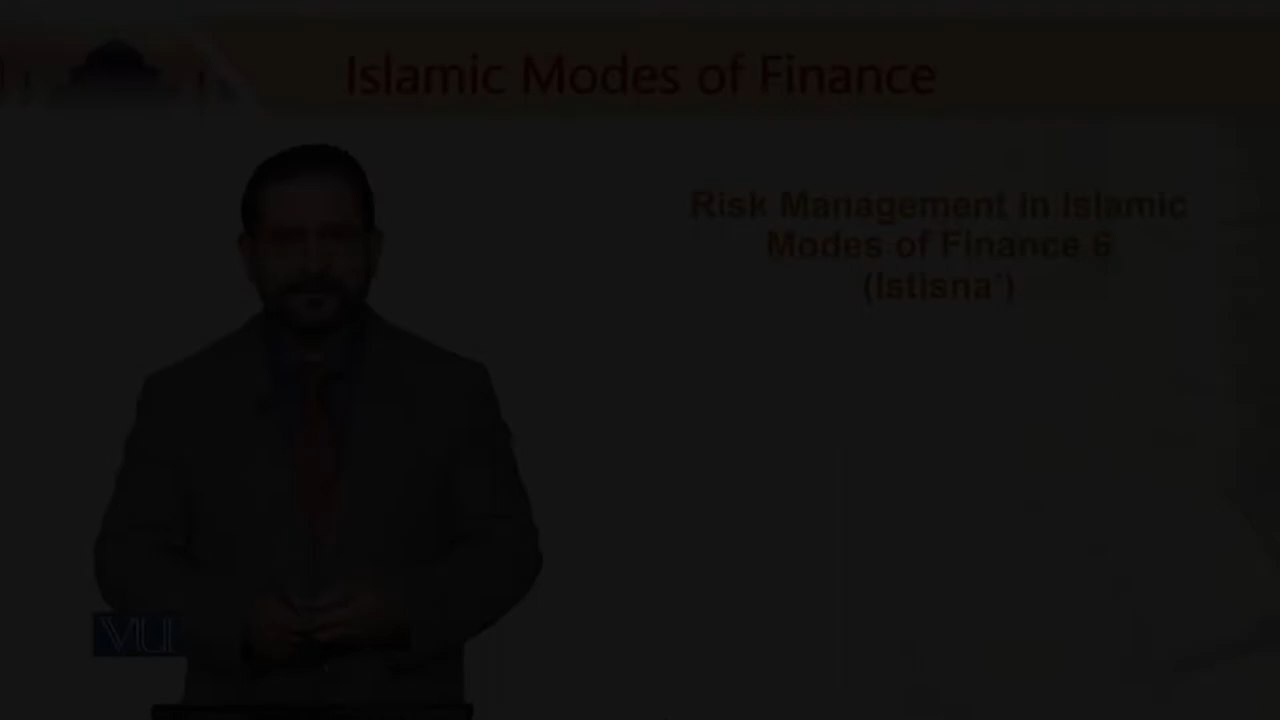 Islamic Modes of Finance
Risk Management in Islamic
Modes of Finance 6
(Istisna')
VU